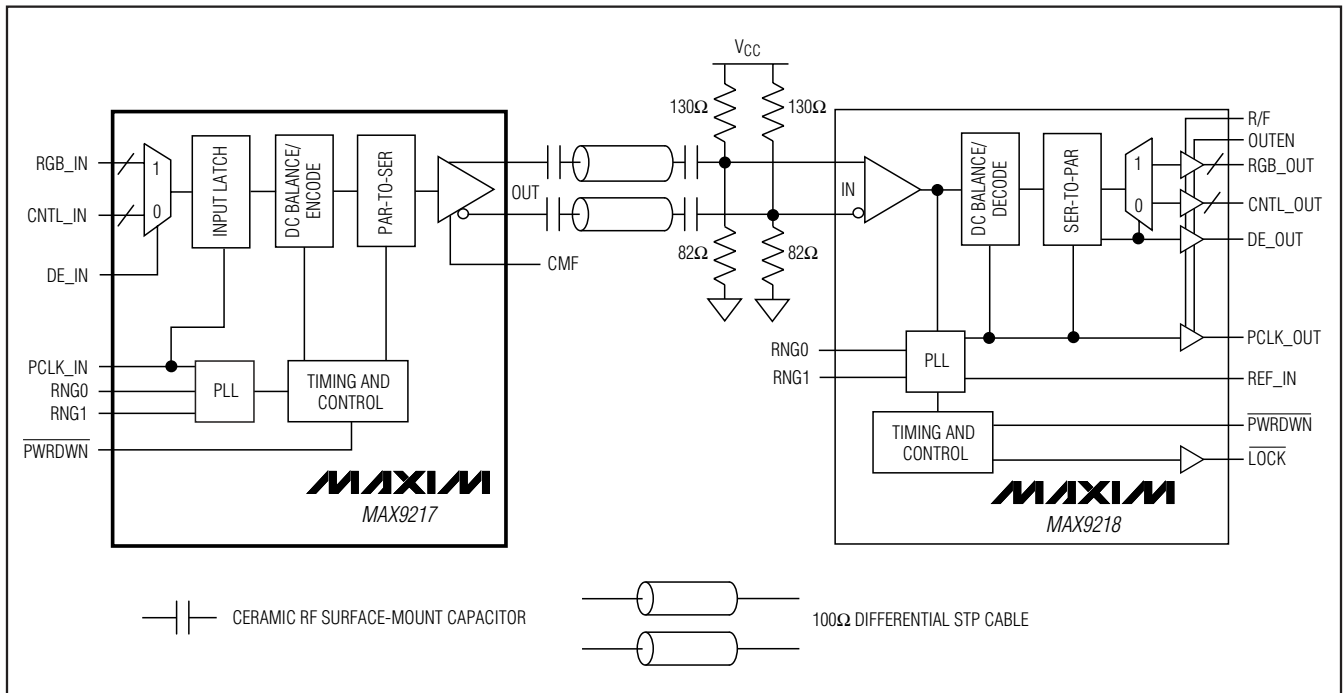 VCC
130Ω
130Ω
82Ω
82Ω
RGB_IN
CNTL_IN
DE_IN
PCLK_IN
RNG0
RNG1
PWRDWN
1
0
INPUT LATCH
DC BALANCE/
ENCODE
PAR-TO-SER
PLL
TIMING AND
CONTROL
OUT
CMF
MAXIM
MAX9217
IN
RNG0
RNG1
DC BALANCE/
DECODE
SER-TO-PAR
1
0
PLL
TIMING AND
CONTROL
R/F
OUTEN
RGB_OUT
CNTL_OUT
DE_OUT
PCLK_OUT
REF_IN
PWRDWN
LOCK
MAXIM
MAX9218
CERAMIC RF SURFACE-MOUNT CAPACITOR
100Ω DIFFERENTIAL STP CABLE